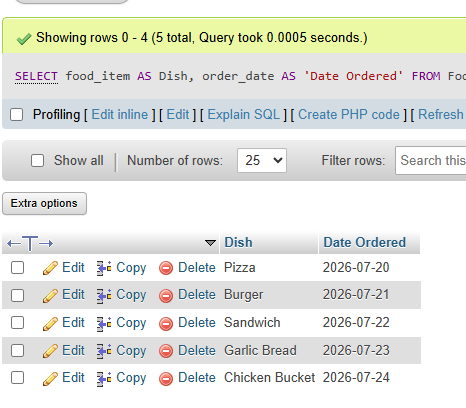 Showing rows 0 - 4 (5 total, Query took 0.0005 seconds.)
SELECT food_item AS Dish, order_date AS 'Date Ordered' FROM Foo
Profiling [ Edit inline ] [ Edit ] [ Explain SQL ] [ Create PHP code ] [ Refresh
Show all Number of rows: 25 Filter rows: Search this
Extra options
Dish Date Ordered
Edit Copy Delete Pizza 2026-07-20
Edit Copy Delete Burger 2026-07-21
Edit Copy Delete Sandwich 2026-07-22
Edit Copy Delete Garlic Bread 2026-07-23
Edit Copy Delete Chicken Bucket 2026-07-24